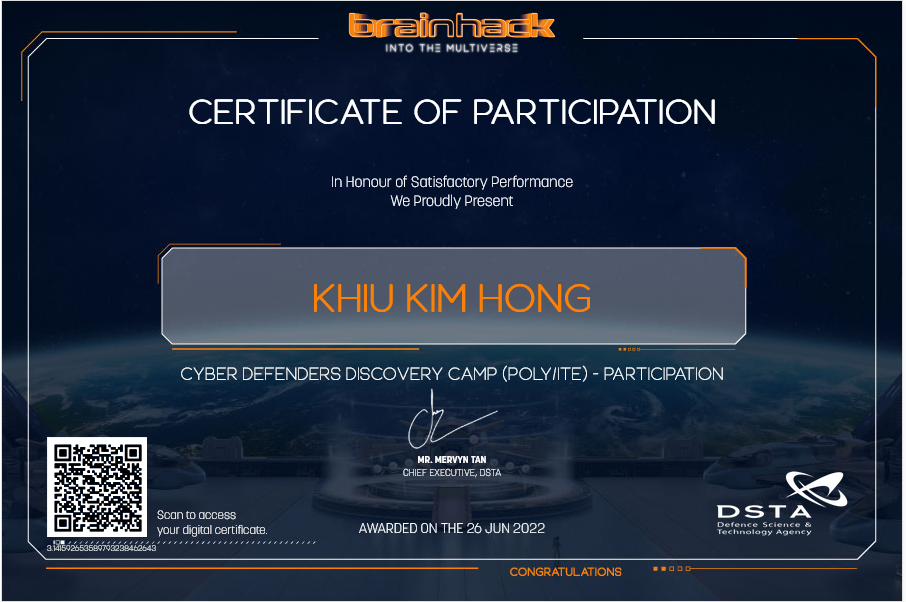 brainhack
INTO THE MULTIVERSE
CERTIFICATE OF PARTICIPATION
In Honour of Satisfactory Performance
We Proudly Present
KHIU KIM HONG
CYBER DEFENDERS DISCOVERY CAMP (POLY/ITE) - PARTICIPATION
MR. MERVYN TAN
CHIEF EXECUTIVE, DSTA
Scan to access
your digital certificate.
3.141592653589793238462643
AWARDED ON THE 26 JUN 2022
DSTA
Defence Science &
Technology Agency
CONGRATULATIONS